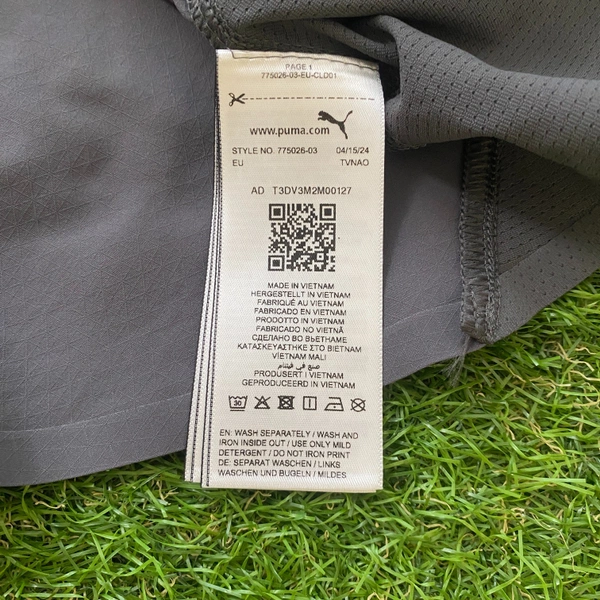 PAGE 1
775026-03-EU-CLD01
www.puma.com
STYLE NO. 775026-03 04/15/24
EU TVNAO
AD T3DV3M2M00127
MADE IN VIETNAM
HERGESTELLT IN VIETNAM
FABRIQUÉ AU VIETNAM
FABRICADO EN VIETNAM
PRODOTTO IN VIETNAM
FABRICADO NO VIETNÃ
СДЕЛАНО ВО ВЬЕТНАМЕ
ΚΑΤΑΣΚΕΥΑΣΤΗΚΕ ΣΤΟ ΒΙΕΤΝΑΜ
VİETNAM MALI
صنع في فيتنام
PRODUSERT I VIETNAM
GEPRODUCEERD IN VIETNAM
30
EN: WASH SEPARATELY / WASH AND
IRON INSIDE OUT / USE ONLY MILD
DETERGENT / DO NOT IRON PRINT
DE: SEPARAT WASCHEN / LINKS
WASCHEN UND BÜGELN / MILDES